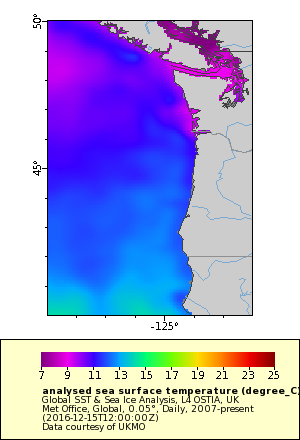 50°
45°
-125°
7 9 11 13 15 17 19 21 23 25
analysed sea surface temperature (degree_C)
Global SST & Sea Ice Analysis, L4 OSTIA, UK
Met Office, Global, 0.05°, Daily, 2007-present
(2016-12-15T12:00:00Z)
Data courtesy of UKMO